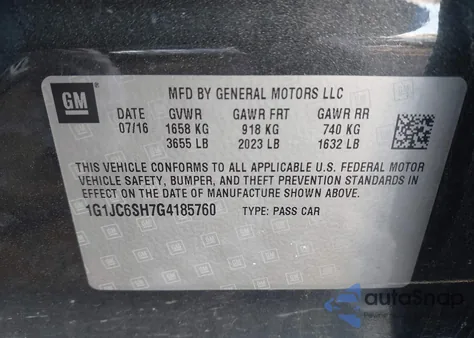 GM
MFD BY GENERAL MOTORS LLC
DATE GVWR GAWR FRT GAWR RR
07/16 1658 KG 918 KG 740 KG
3655 LB 2023 LB 1632 LB
THIS VEHICLE CONFORMS TO ALL APPLICABLE U.S. FEDERAL MOTOR
VEHICLE SAFETY, BUMPER, AND THEFT PREVENTION STANDARDS IN
EFFECT ON THE DATE OF MANUFACTURE SHOWN ABOVE.
1G1JC6SH7G4185760 TYPE: PASS CAR
autoSnap